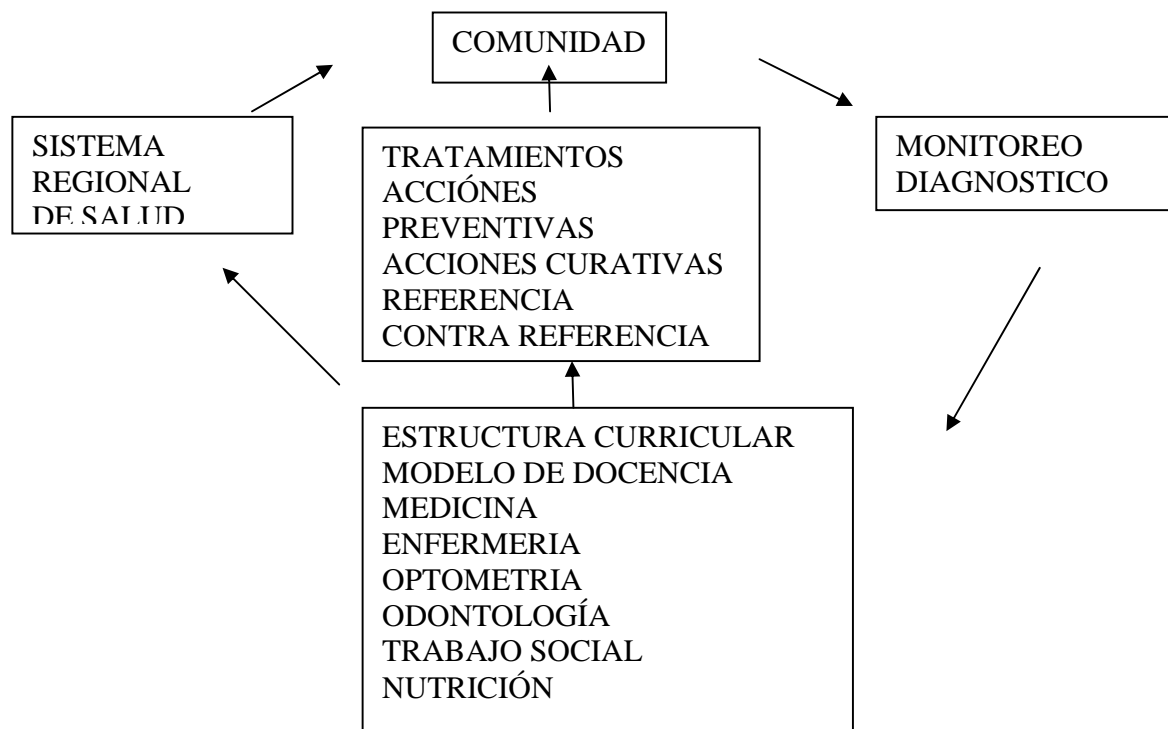 COMUNIDAD
SISTEMA
REGIONAL
DE SALUD
TRATAMIENTOS
ACCIÓNES
PREVENTIVAS
ACCIONES CURATIVAS
REFERENCIA
CONTRA REFERENCIA
MONITOREO
DIAGNOSTICO
ESTRUCTURA CURRICULAR
MODELO DE DOCENCIA
MEDICINA
ENFERMERIA
OPTOMETRIA
ODONTOLOGÍA
TRABAJO SOCIAL
NUTRICIÓN